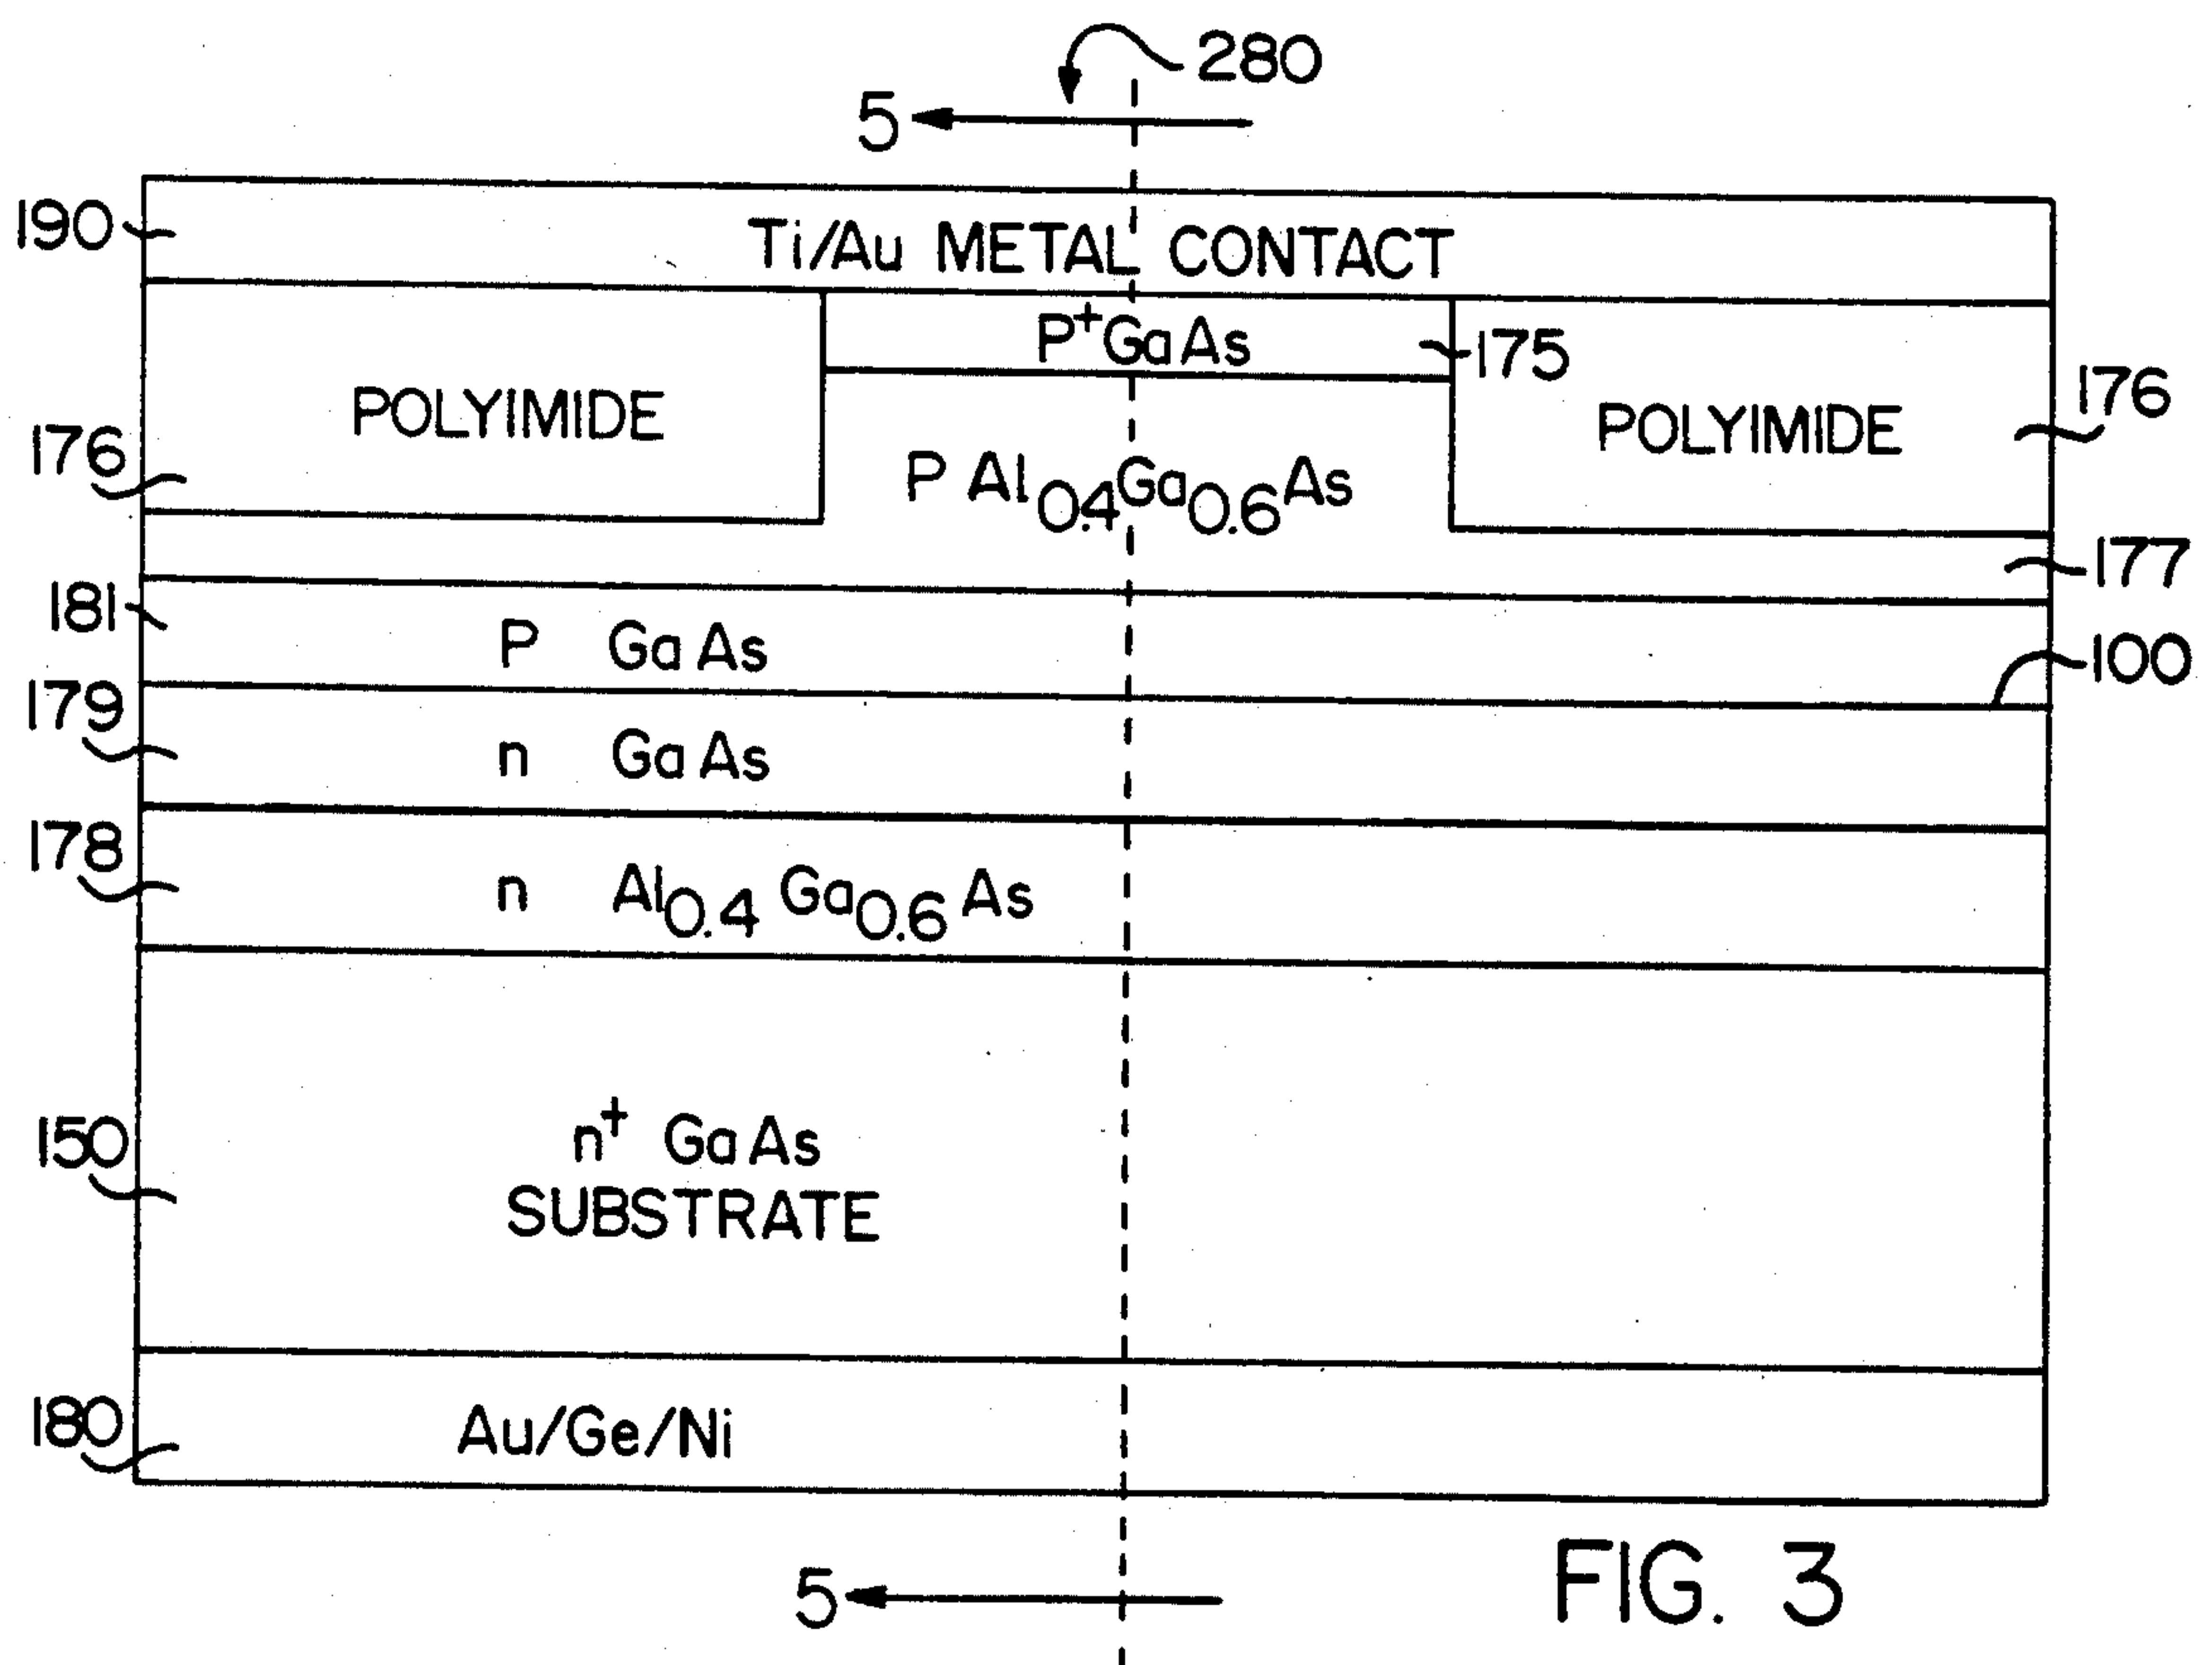 280
5
190
Ti/Au METAL CONTACT
P⁺GaAs
175
POLYIMIDE
176
176
POLYIMIDE
P Al0.4Ga0.6As
177
181
P GaAs
100
179
n GaAs
178
n Al0.4 Ga0.6 As
150
n⁺ GaAs
SUBSTRATE
180
Au/Ge/Ni
5
FIG. 3